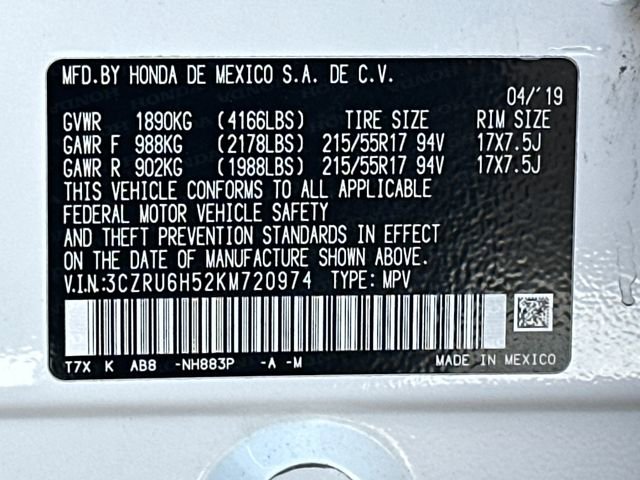 MFD.BY HONDA DE MEXICO S.A. DE C.V.
04/'19
GVWR 1890KG (4166LBS) TIRE SIZE RIM SIZE
GAWR F 988KG (2178LBS) 215/55R17 94V 17X7.5J
GAWR R 902KG (1988LBS) 215/55R17 94V 17X7.5J
THIS VEHICLE CONFORMS TO ALL APPLICABLE
FEDERAL MOTOR VEHICLE SAFETY
AND THEFT PREVENTION STANDARDS IN EFFECT
ON THE DATE OF MANUFACTURE SHOWN ABOVE.
V.I.N:3CZRU6H52KM720974 TYPE: MPV
T7X K AB8 -NH883P -A -M
MADE IN MEXICO